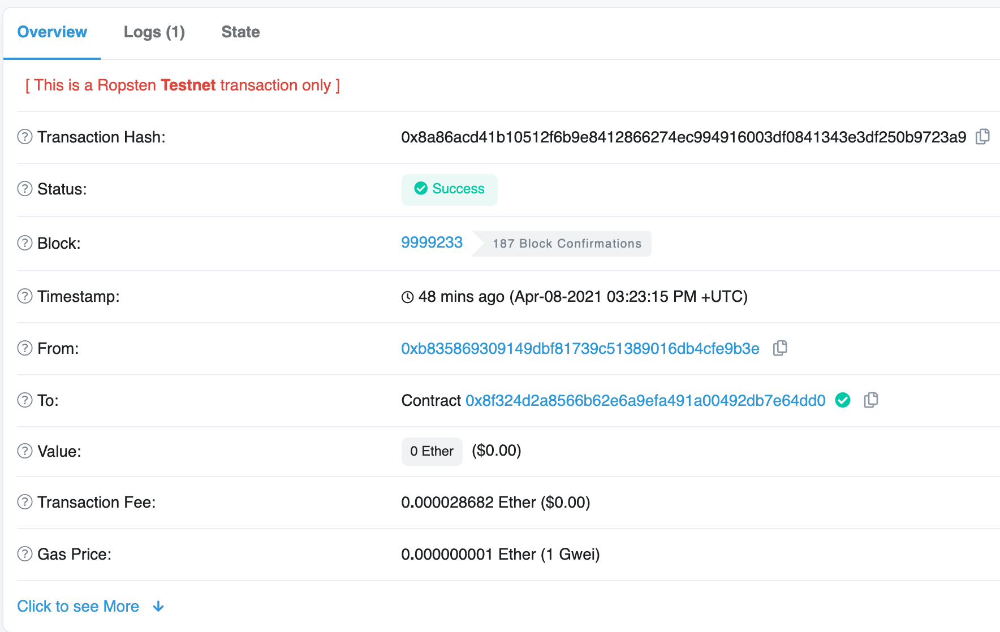 Overview Logs (1) State
[ This is a Ropsten Testnet transaction only ]
Transaction Hash: 0x8a86acd41b10512f6b9e8412866274ec994916003df0841343e3df250b9723a9
Status: Success
Block: 9999233 187 Block Confirmations
Timestamp: 48 mins ago (Apr-08-2021 03:23:15 PM +UTC)
From: 0xb835869309149dbf81739c51389016db4cfe9b3e
To: Contract 0x8f324d2a8566b62e6a9efa491a00492db7e64dd0
Value: 0 Ether ($0.00)
Transaction Fee: 0.000028682 Ether ($0.00)
Gas Price: 0.000000001 Ether (1 Gwei)
Click to see More